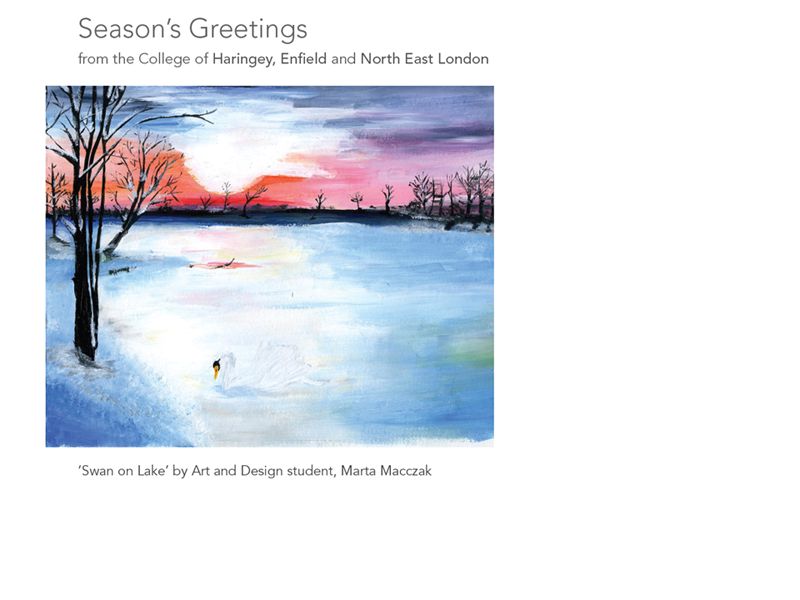 Season’s Greetings
from the College of Haringey, Enfield and North East London
‘Swan on Lake’ by Art and Design student, Marta Macczak